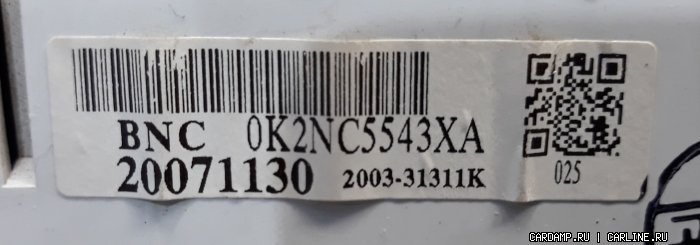 BNC 0K2NC5543XA
20071130 2003-31311K
025
CARDAMP.RU | CARLINE.RU